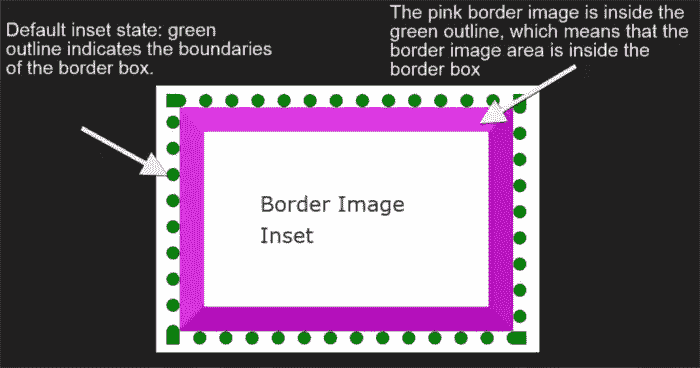 Default inset state: green
outline indicates the boundaries
of the border box.
The pink border image is inside the
green outline, which means that the
border image area is inside the
border box
Border Image
Inset